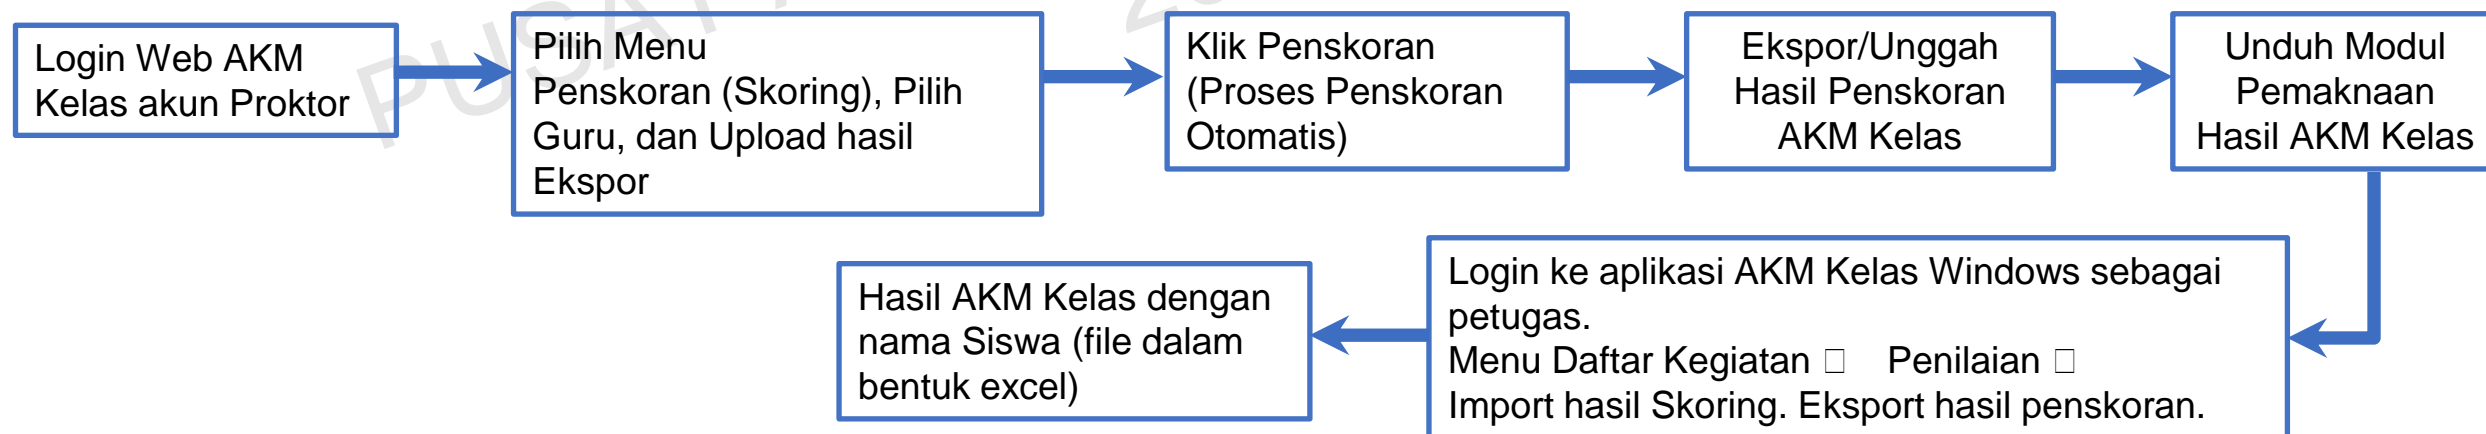 Login Web AKM
Kelas akun Proktor
Pilih Menu
Penskoran (Skoring), Pilih
Guru, dan Upload hasil
Ekspor
Klik Penskoran
(Proses Penskoran
Otomatis)
Ekspor/Unggah
Hasil Penskoran
AKM Kelas
Unduh Modul
Pemaknaan
Hasil AKM Kelas
Login ke aplikasi AKM Kelas Windows sebagai
petugas.
Menu Daftar Kegiatan □ Penilaian □
Import hasil Skoring. Eksport hasil penskoran.
Hasil AKM Kelas dengan
nama Siswa (file dalam
bentuk excel)